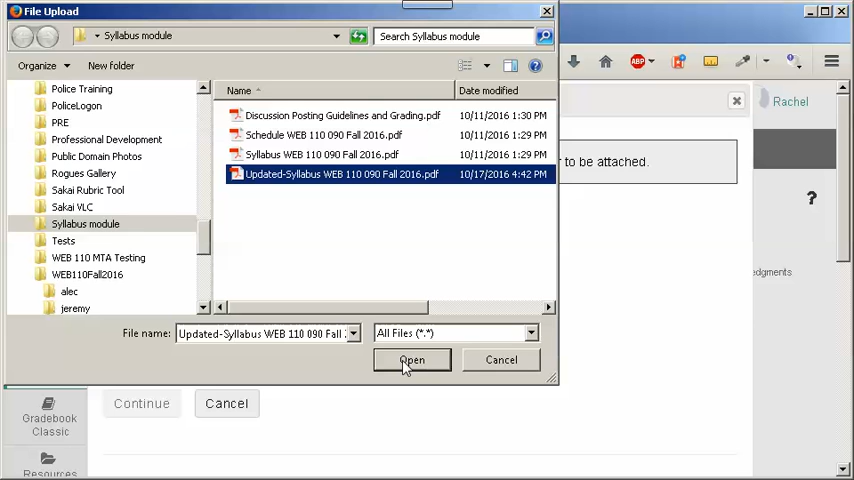 File Upload
Syllabus module
Search Syllabus module
Organize
New folder
Police Training
PoliceLogon
PRE
Professional Development
Public Domain Photos
Rogues Gallery
Sakai Rubric Tool
Sakai VLC
Syllabus module
Tests
WEB 110 MTA Testing
WEB110Fall2016
alec
jeremy
Name
Date modified
Discussion Posting Guidelines and Grading.pdf 10/11/2016 1:30 PM
Schedule WEB 110 090 Fall 2016.pdf 10/11/2016 1:29 PM
Syllabus WEB 110 090 Fall 2016.pdf 10/11/2016 1:29 PM
Updated-Syllabus WEB 110 090 Fall 2016.pdf 10/17/2016 4:42 PM
File name:
Updated-Syllabus WEB 110 090 Fall
All Files (*.*)
Open
Cancel
ABP
Rachel
to be attached.
?
Continue
Cancel
Gradebook
Classic
Resources